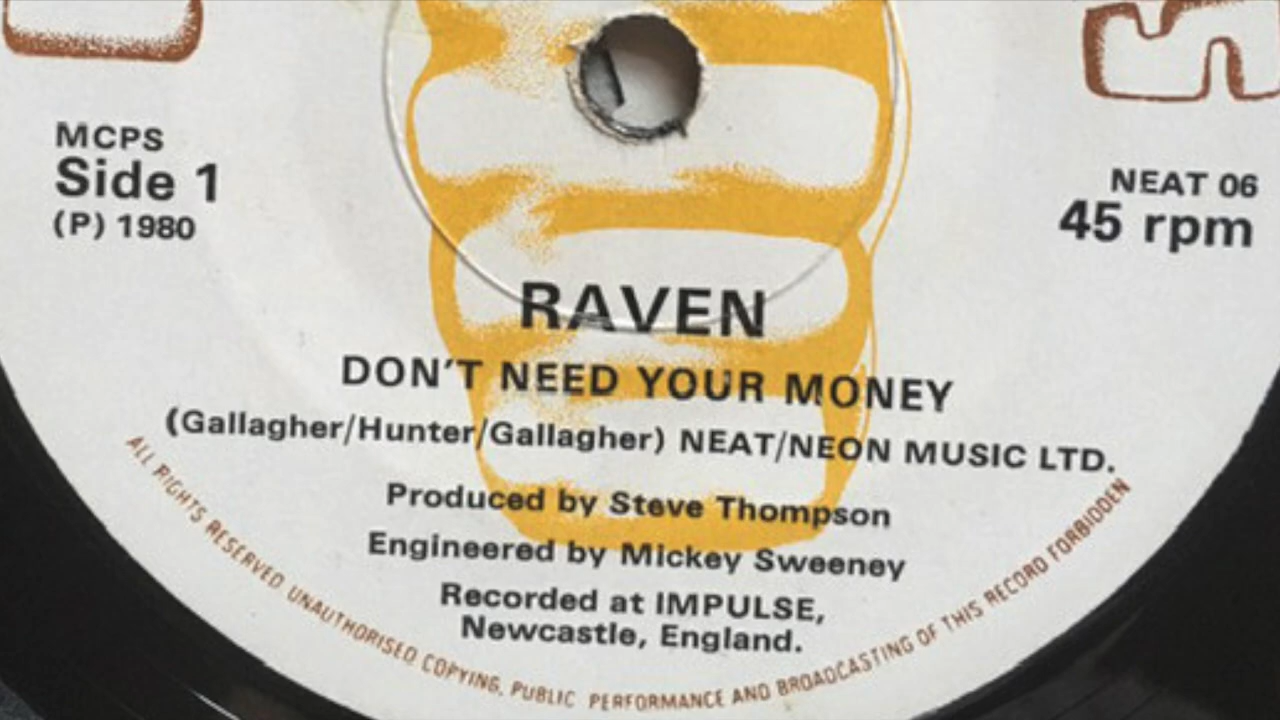 MCPS
Side 1
(P) 1980
NEAT 06
45 rpm
RAVEN
DON'T NEED YOUR MONEY
(Gallagher/Hunter/Gallagher) NEAT/NEON MUSIC LTD.
Produced by Steve Thompson
Engineered by Mickey Sweeney
Recorded at IMPULSE,
Newcastle, England.
ALL RIGHTS RESERVED UNAUTHORISED COPYING, PUBLIC PERFORMANCE AND BROADCASTING OF THIS RECORD FORBIDDEN